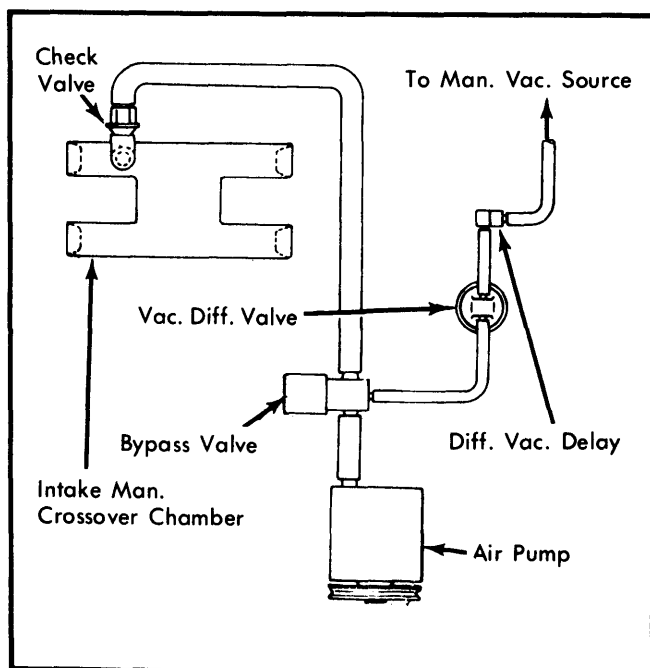 Check
Valve
To Man. Vac. Source
Vac. Diff. Valve
Bypass Valve
Diff. Vac. Delay
Intake Man.
Crossover Chamber
Air Pump